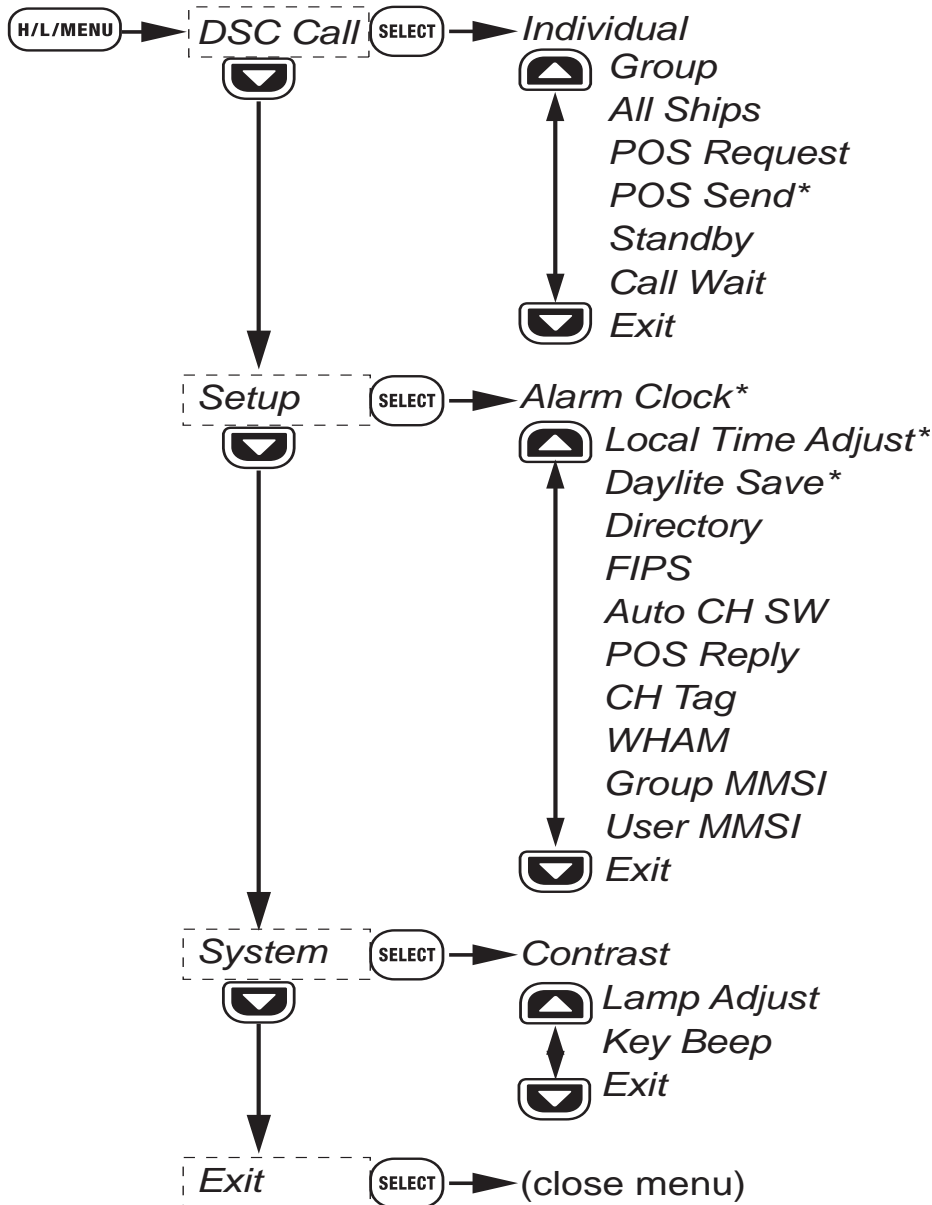 H/L/MENU DSC Call SELECT Individual
Group
All Ships
POS Request
POS Send*
Standby
Call Wait
Exit
Setup SELECT Alarm Clock*
Local Time Adjust*
Daylite Save*
Directory
FIPS
Auto CH SW
POS Reply
CH Tag
WHAM
Group MMSI
User MMSI
Exit
System SELECT Contrast
Lamp Adjust
Key Beep
Exit
Exit SELECT (close menu)